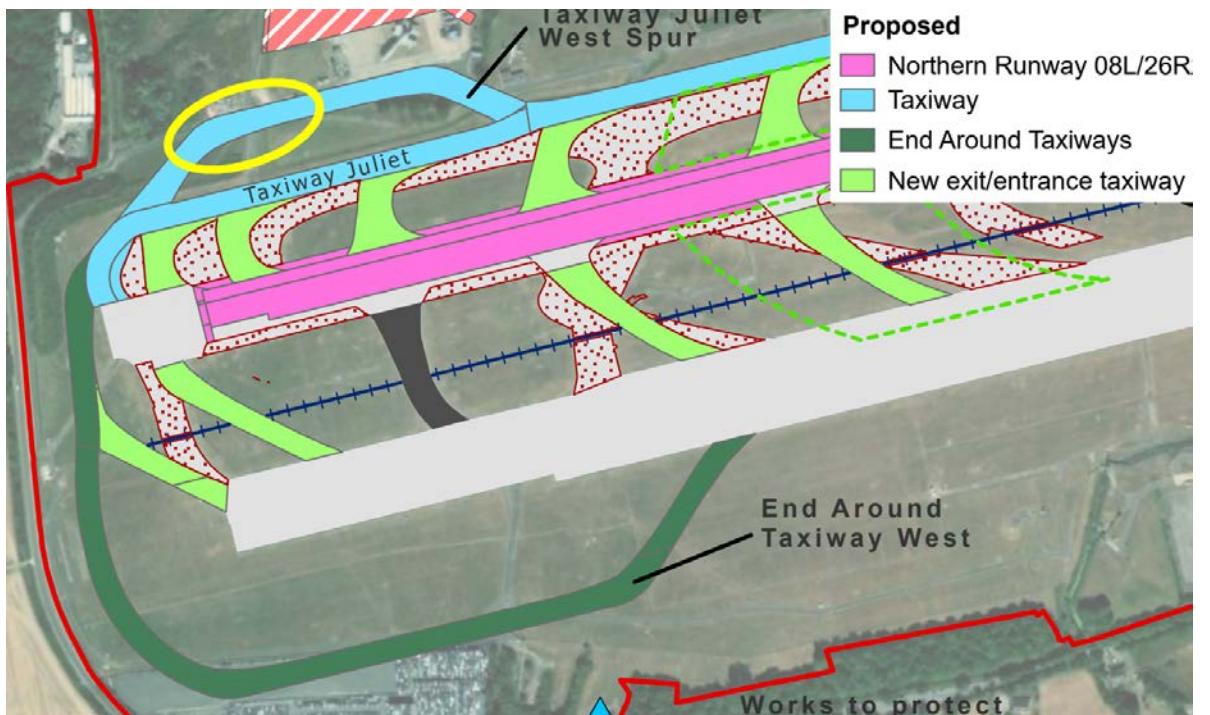 Taxiway Juliet
West Spur
Proposed
Northern Runway 08L/26R
Taxiway
End Around Taxiways
New exit/entrance taxiway
Taxiway Juliet
End Around
Taxiway West
Works to protect